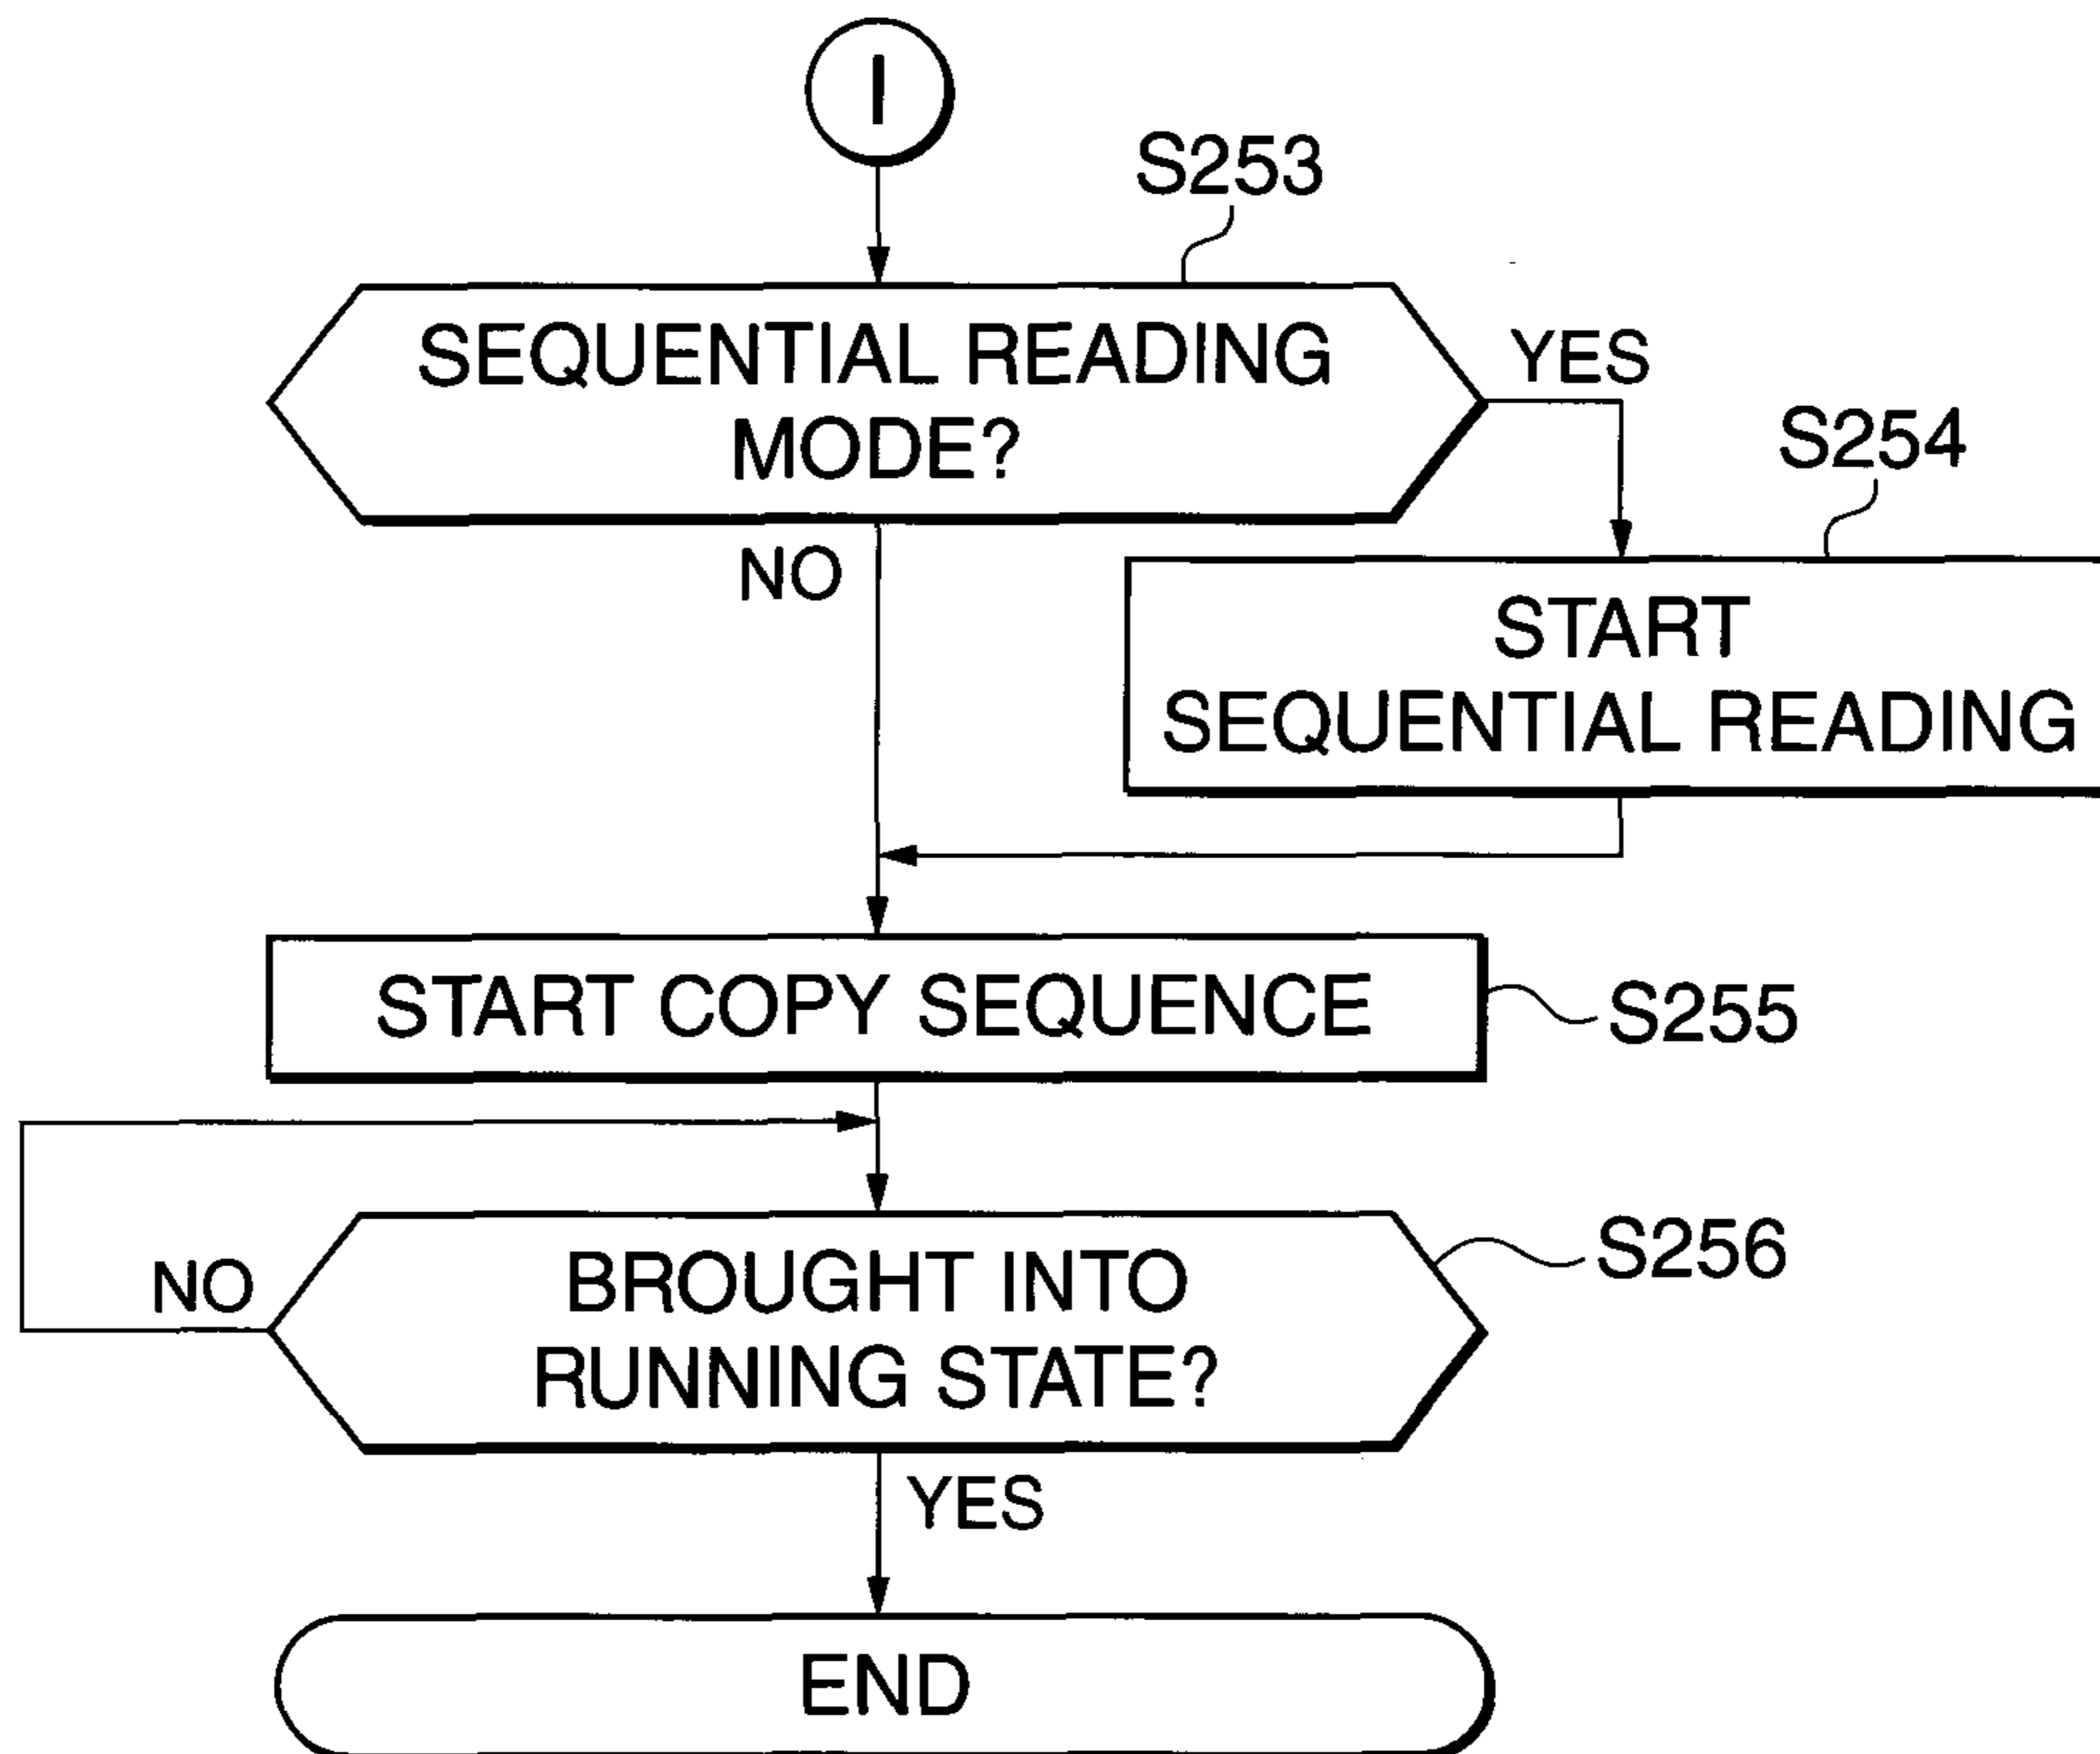 I
S253
SEQUENTIAL READING
MODE?
YES
S254
NO
START
SEQUENTIAL READING
START COPY SEQUENCE
S255
BROUGHT INTO
RUNNING STATE?
S256
NO
YES
END